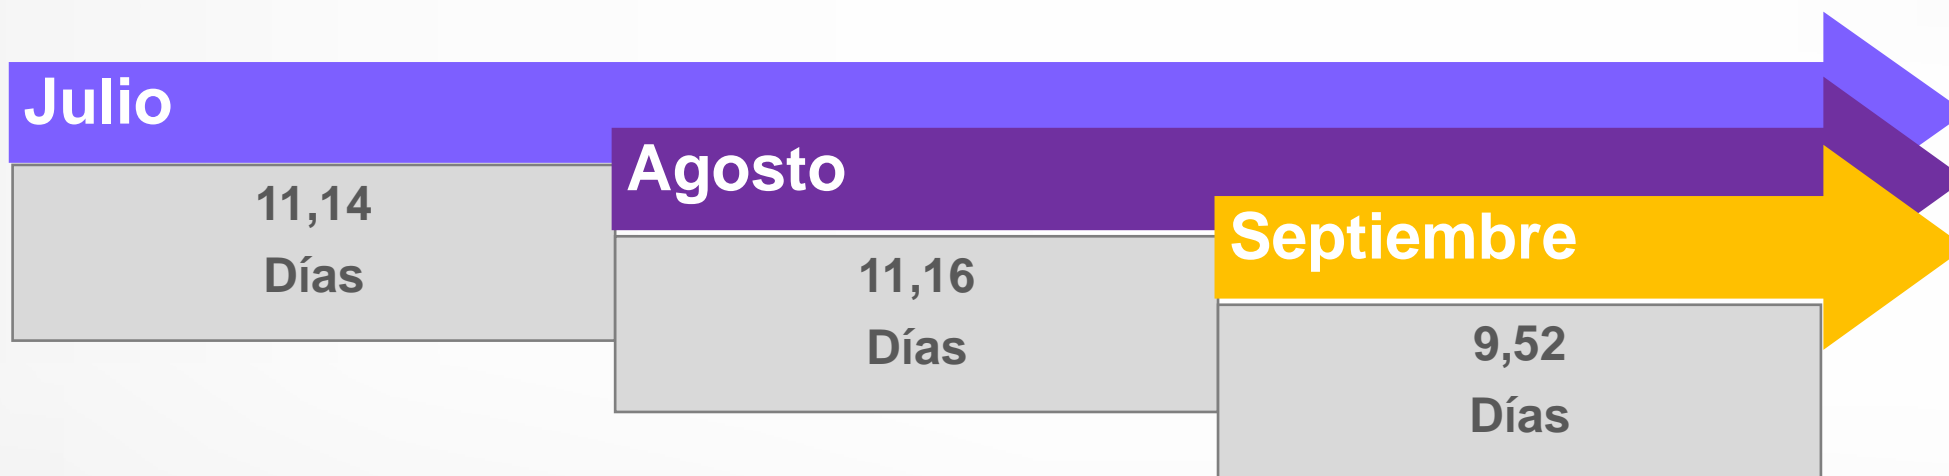 Julio
11,14
Días
Agosto
11,16
Días
Septiembre
9,52
Días